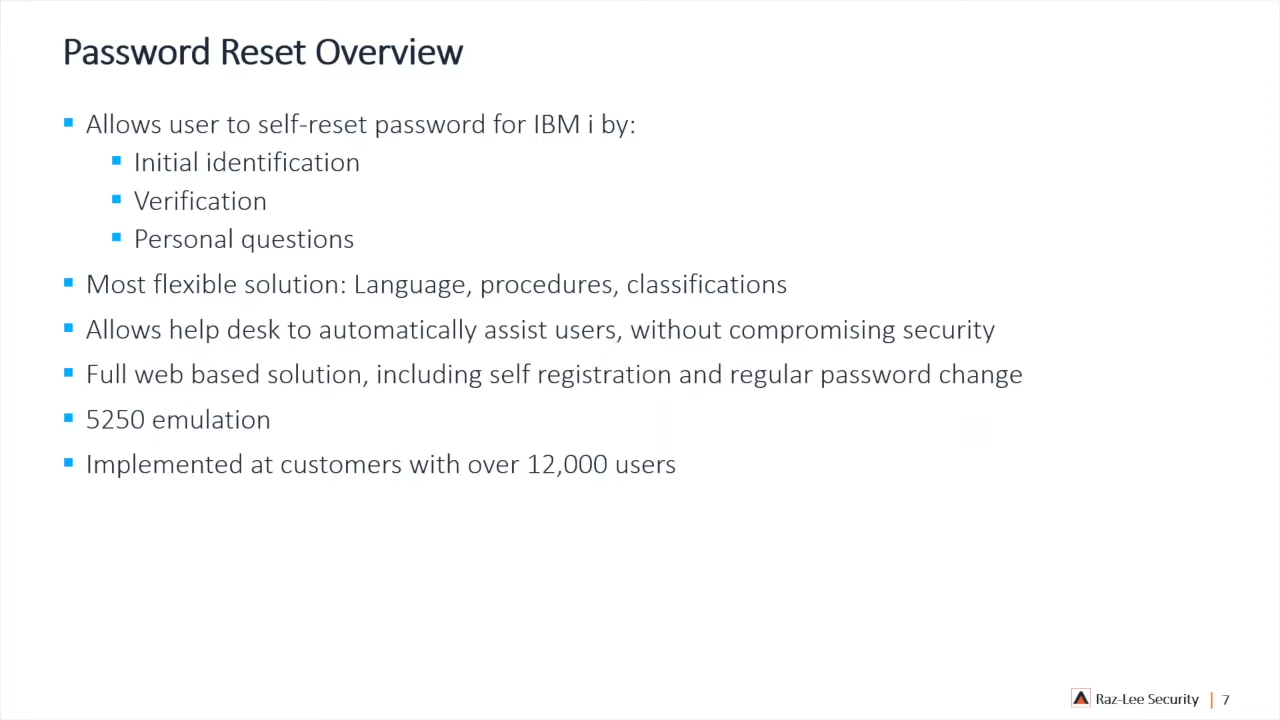 Password Reset Overview
Allows user to self-reset password for IBM i by:
Initial identification
Verification
Personal questions
Most flexible solution: Language, procedures, classifications
Allows help desk to automatically assist users, without compromising security
Full web based solution, including self registration and regular password change
5250 emulation
Implemented at customers with over 12,000 users
Raz-Lee Security | 7